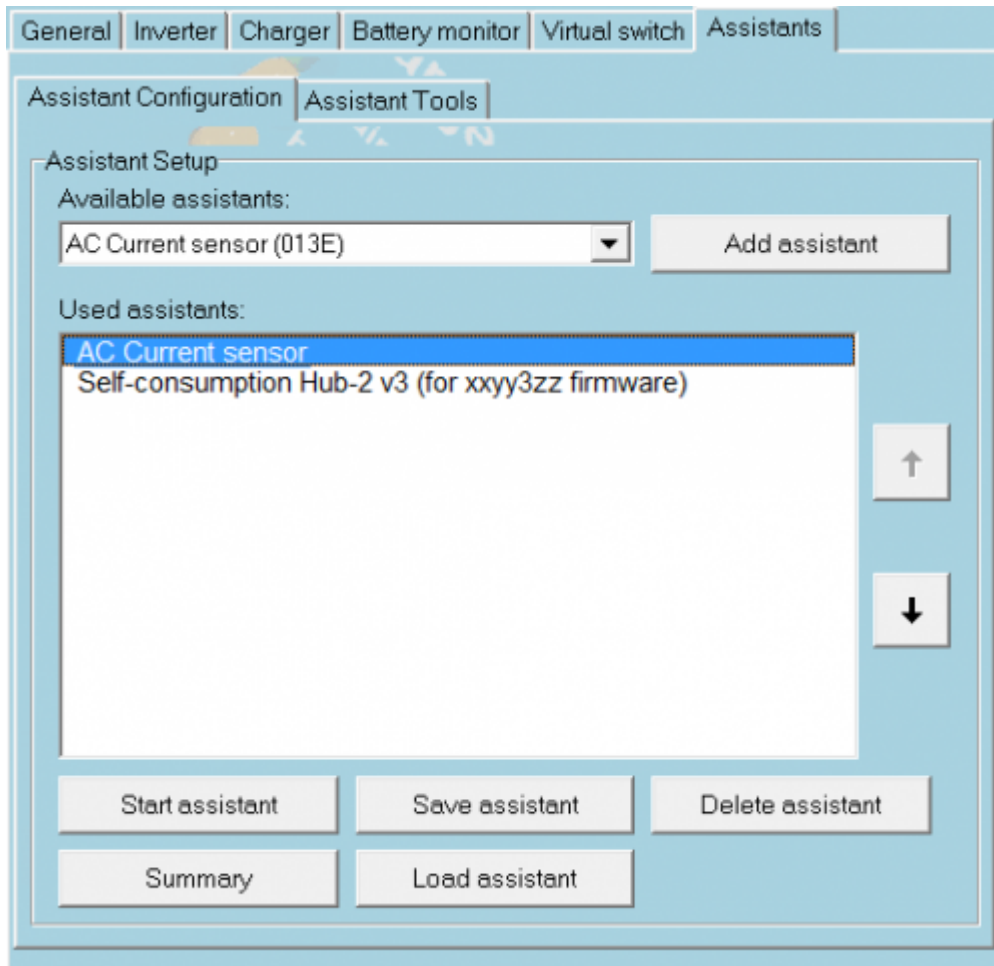 General Inverter Charger Battery monitor Virtual switch Assistants
Assistant Configuration Assistant Tools
Assistant Setup
Available assistants:
AC Current sensor (013E) Add assistant
Used assistants:
AC Current sensor
Self-consumption Hub-2 v3 (for xxyy3zz firmware)
Start assistant Save assistant Delete assistant
Summary Load assistant